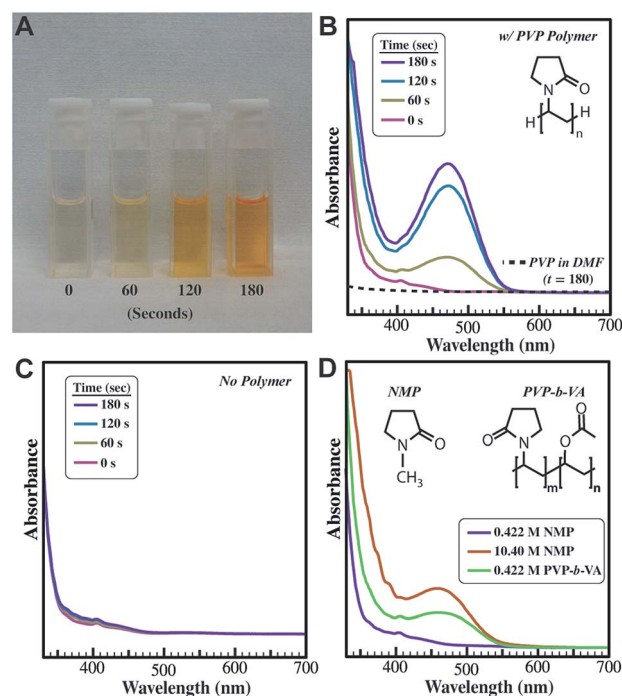 A
0
60
120
180
(Seconds)
B
w/ PVP Polymer
Time (sec)
180 s
120 s
60 s
0 s
N
O
H
H
n
PVP in DMF
(t = 180)
Absorbance
400
500
600
700
Wavelength (nm)
C
No Polymer
Time (sec)
180 s
120 s
60 s
0 s
Absorbance
400
500
600
700
Wavelength (nm)
D
NMP
PVP-b-VA
N
O
CH3
O
N
O
O
m
n
0.422 M NMP
10.40 M NMP
0.422 M PVP-b-VA
Absorbance
400
500
600
700
Wavelength (nm)